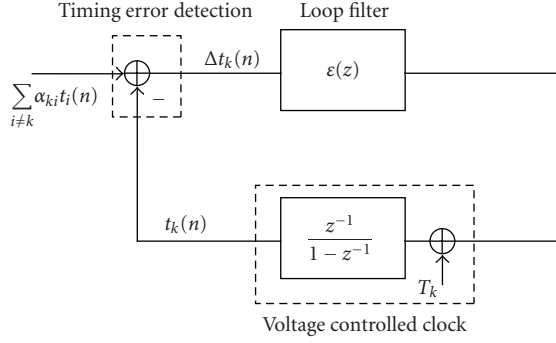 Timing error detection
Loop filter
Δt_k(n)
ε(z)
∑_{i≠k} α_{ki} t_i(n)
−
t_k(n)
z^{−1}
1 − z^{−1}
T_k
Voltage controlled clock